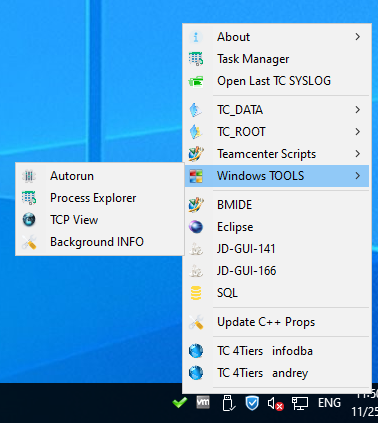 About
Task Manager
Open Last TC SYSLOG
TC_DATA
TC_ROOT
Teamcenter Scripts
Windows TOOLS
Autorun
Process Explorer
TCP View
Background INFO
BMIDE
Eclipse
JD-GUI-141
JD-GUI-166
SQL
Update C++ Props
TC 4Tiers infodba
TC 4Tiers andrey
vm
ENG